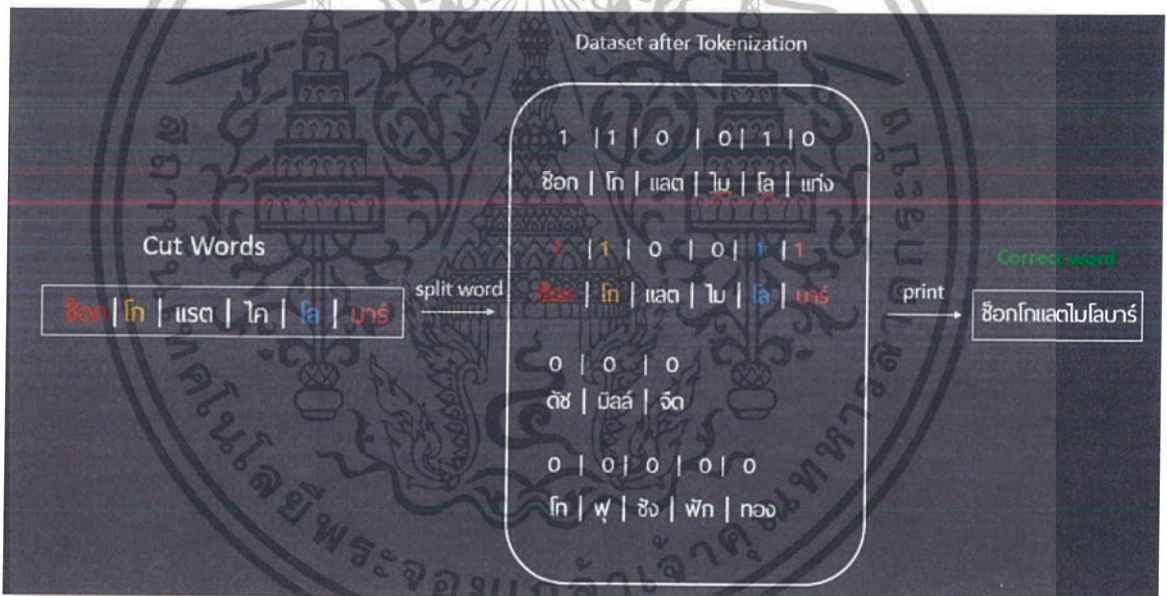 Dataset after Tokenization
1 | 1 | 0 | 0 | 1 | 0
ช็อก | โก | แลต | ไม | โล | แท่ง
Cut Words
ช็อก | โก | แรต | ไค | โล | บาร์
split word
1 | 1 | 0 | 0 | 1 | 1
ช็อก | โก | แลต | ไม | โล | บาร์
print
Correct word
ช็อกโกแลตไมโลบาร์
0 | 0 | 0
ดัช | มิลล์ | จืด
0 | 0 | 0 | 0 | 0
โท | ฟุ | ซัง | ฟัก | ทอง